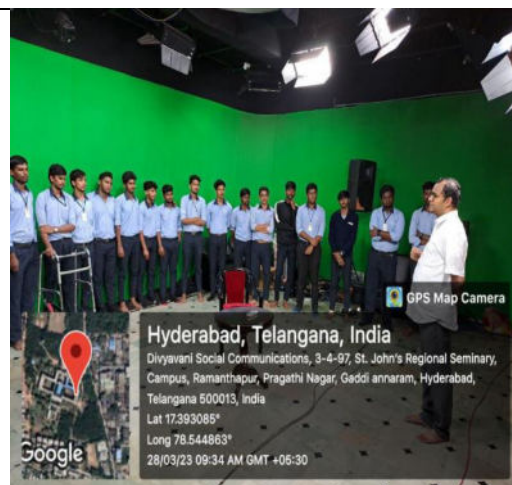 GPS Map Camera
Hyderabad, Telangana, India
Divyavani Social Communications, 3-4-97, St. John's Regional Seminary,
Campus, Ramanthapur, Pragathi Nagar, Gaddi annaram, Hyderabad,
Telangana 500013, India
Lat 17.393085°
Long 78.544863°
28/03/23 09:34 AM GMT +05:30
Google